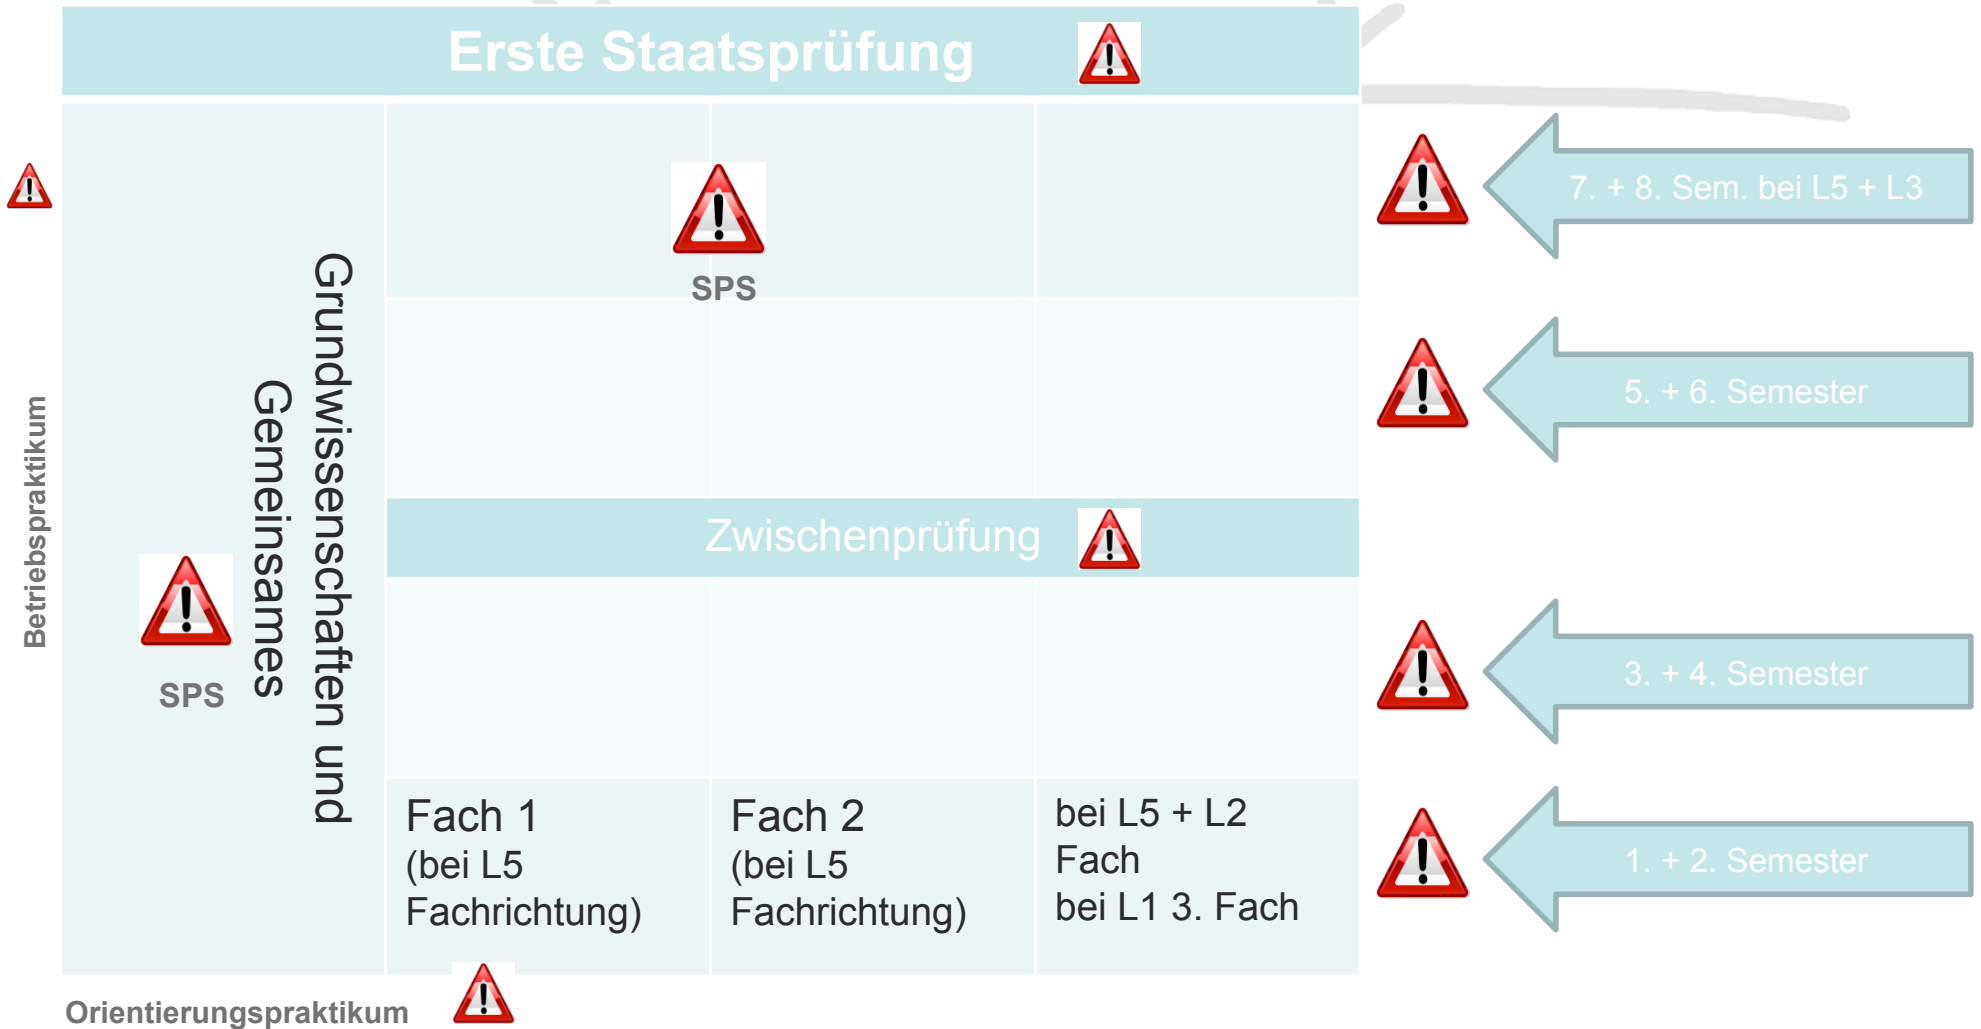 Erste Staatsprüfung
7. + 8. Sem. bei L5 + L3
SPS
5. + 6. Semester
Betriebspraktikum
Grundwissenschaften und
Gemeinsames
Zwischenprüfung
SPS
3. + 4. Semester
Fach 1
(bei L5
Fachrichtung)
Fach 2
(bei L5
Fachrichtung)
bei L5 + L2
Fach
bei L1 3. Fach
1. + 2. Semester
Orientierungspraktikum